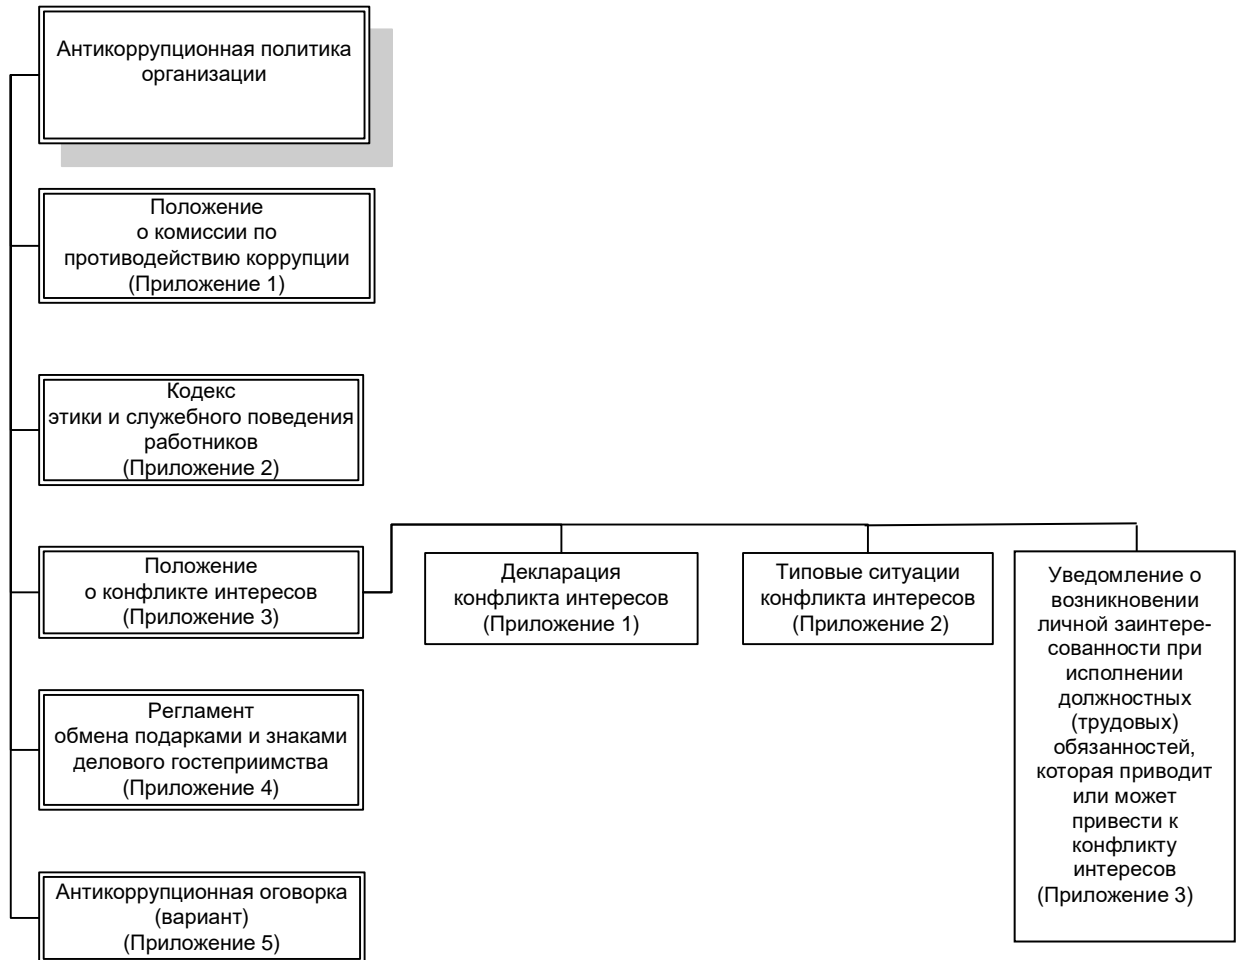 Антикоррупционная политика
организации
Положение
о комиссии по
противодействию коррупции
(Приложение 1)
Кодекс
этики и служебного поведения
работников
(Приложение 2)
Положение
о конфликте интересов
(Приложение 3)
Декларация
конфликта интересов
(Приложение 1)
Типовые ситуации
конфликта интересов
(Приложение 2)
Уведомление о
возникновении
личной заинтере-
сованности при
исполнении
должностных
(трудовых)
обязанностей,
которая приводит
или может
привести к
конфликту
интересов
(Приложение 3)
Регламент
обмена подарками и знаками
делового гостеприимства
(Приложение 4)
Антикоррупционная оговорка
(вариант)
(Приложение 5)